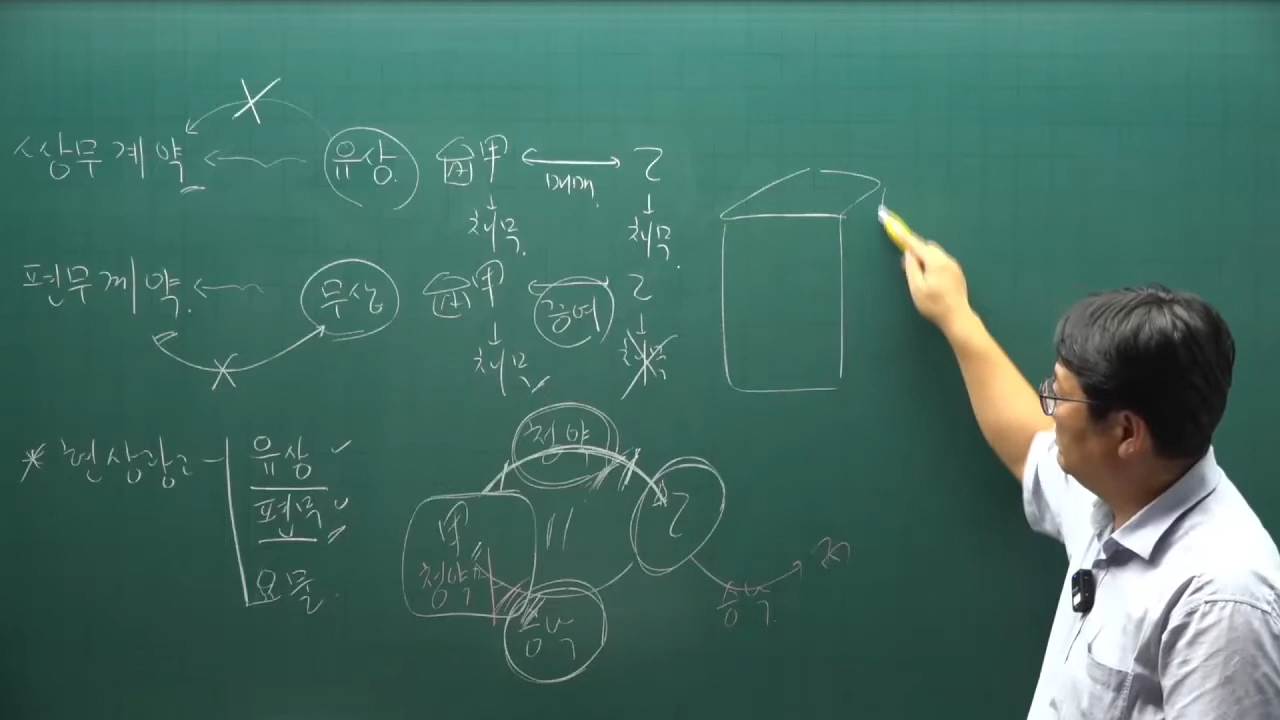 쌍무계약 유상. 甲 매매. 乙
채무. 채무.
편무계약. 무상 甲 증여 乙
채무 채무
* 현상광고 유상
편무
요물.
청약
甲 乙
청약
승낙